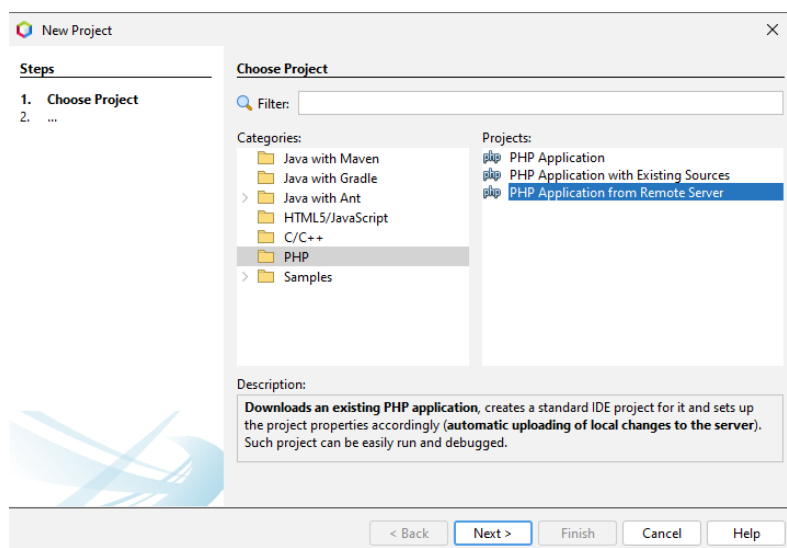 New Project
Steps
1. Choose Project
2. ...
Choose Project
Filter:
Categories:
Java with Maven
Java with Gradle
Java with Ant
HTML5/JavaScript
C/C++
PHP
Samples
Projects:
php PHP Application
php PHP Application with Existing Sources
php PHP Application from Remote Server
Description:
Downloads an existing PHP application, creates a standard IDE project for it and sets up
the project properties accordingly (automatic uploading of local changes to the server).
Such project can be easily run and debugged.
< Back Next > Finish Cancel Help